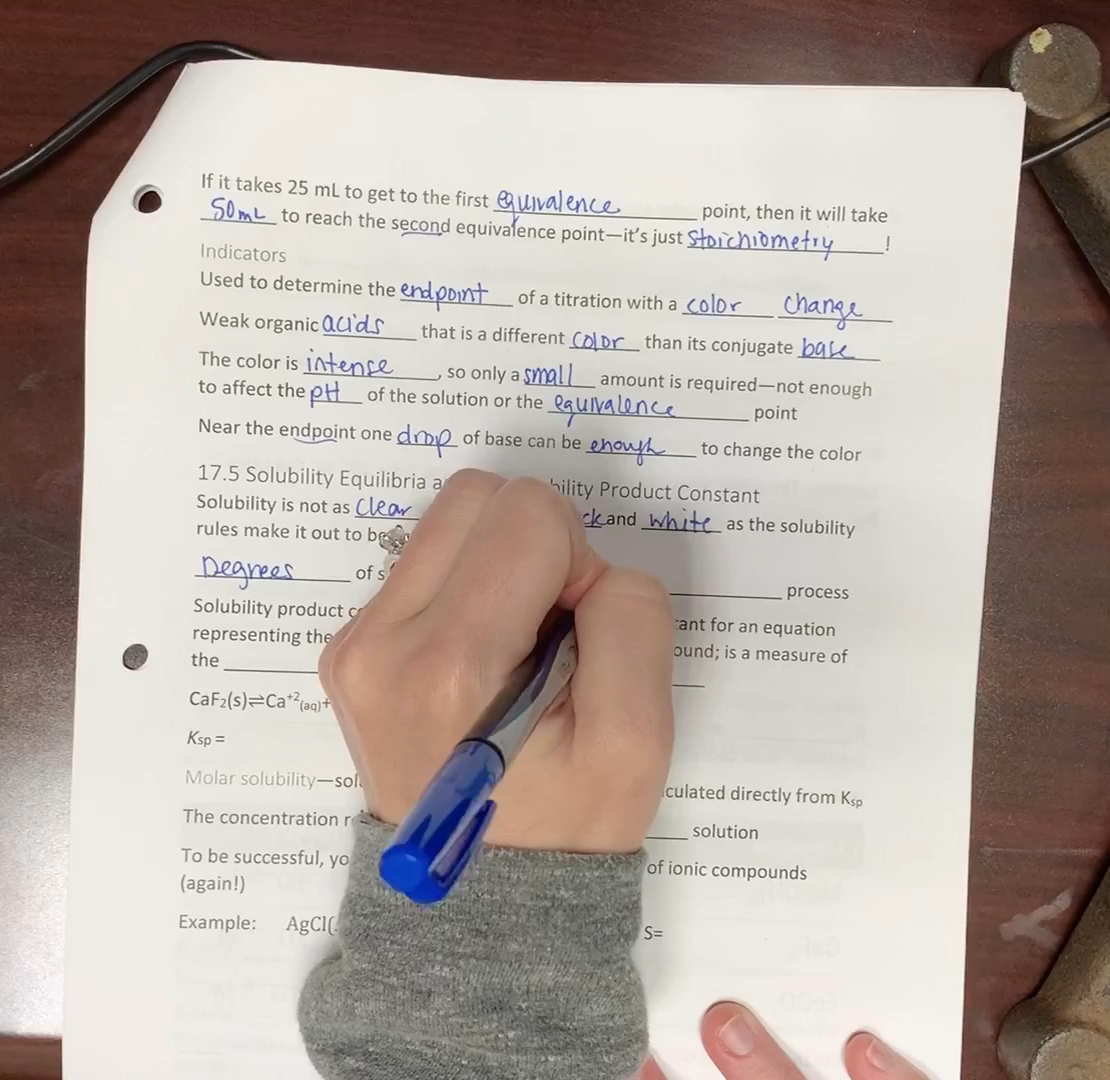 If it takes 25 mL to get to the first equivalence point, then it will take
50mL to reach the second equivalence point—it's just Stoichiometry !
Indicators
Used to determine the endpoint of a titration with a color change
Weak organic acids that is a different color than its conjugate base
The color is intense , so only a small amount is required—not enough
to affect the pH of the solution or the equivalence point
Near the endpoint one drop of base can be enough to change the color
17.5 Solubility Equilibria a bility Product Constant
Solubility is not as clear ck and white as the solubility
rules make it out to be
Degrees of s process
Solubility product c ant for an equation
representing the ound; is a measure of
the
CaF₂(s)⇌Ca⁺²(aq)+
Ksp =
Molar solubility—sol culated directly from Ksp
The concentration r solution
To be successful, yo of ionic compounds
(again!)
Example: AgCl( S=